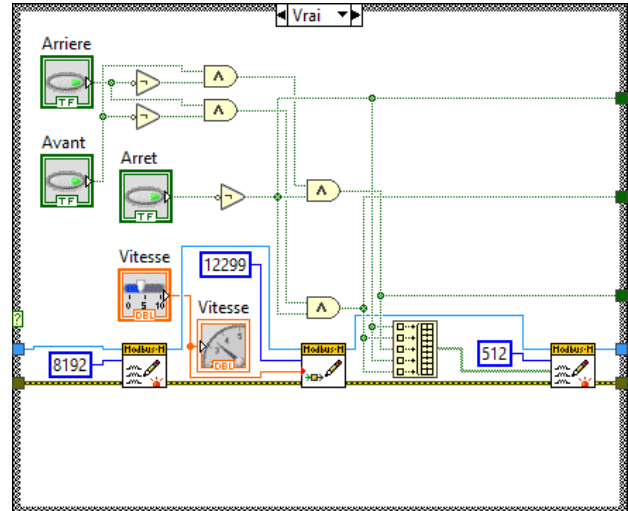 Vrai
Arriere
TF
Avant
TF
Arret
TF
Vitesse
0 5 10
DBL
12299
Vitesse
DBL
?
Modbus-M
8192
Modbus-M
512
Modbus-M